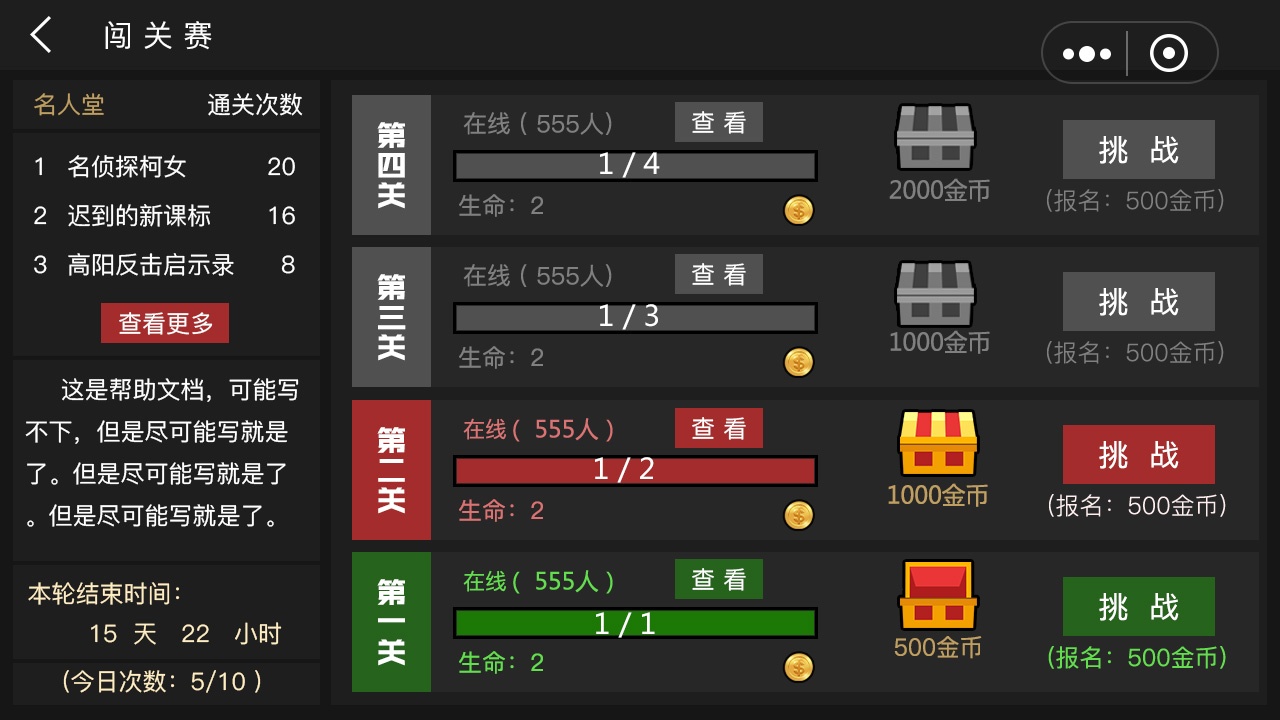 闯关赛
名人堂 通关次数
1 名侦探柯女 20
2 迟到的新课标 16
3 高阳反击启示录 8
查看更多
这是帮助文档，可能写
不下，但是尽可能写就是
了。但是尽可能写就是了
。但是尽可能写就是了。
本轮结束时间：
15 天 22 小时
(今日次数：5/10 )
第四关
在线 ( 555人)
查看
1/4
生命：2
2000金币
挑战
(报名：500金币)
第三关
在线 ( 555人)
查看
1/3
生命：2
1000金币
挑战
(报名：500金币)
第二关
在线 ( 555人 )
查看
1/2
生命：2
1000金币
挑战
(报名：500金币)
第一关
在线 ( 555人 )
查看
1/1
生命：2
500金币
挑战
(报名：500金币)